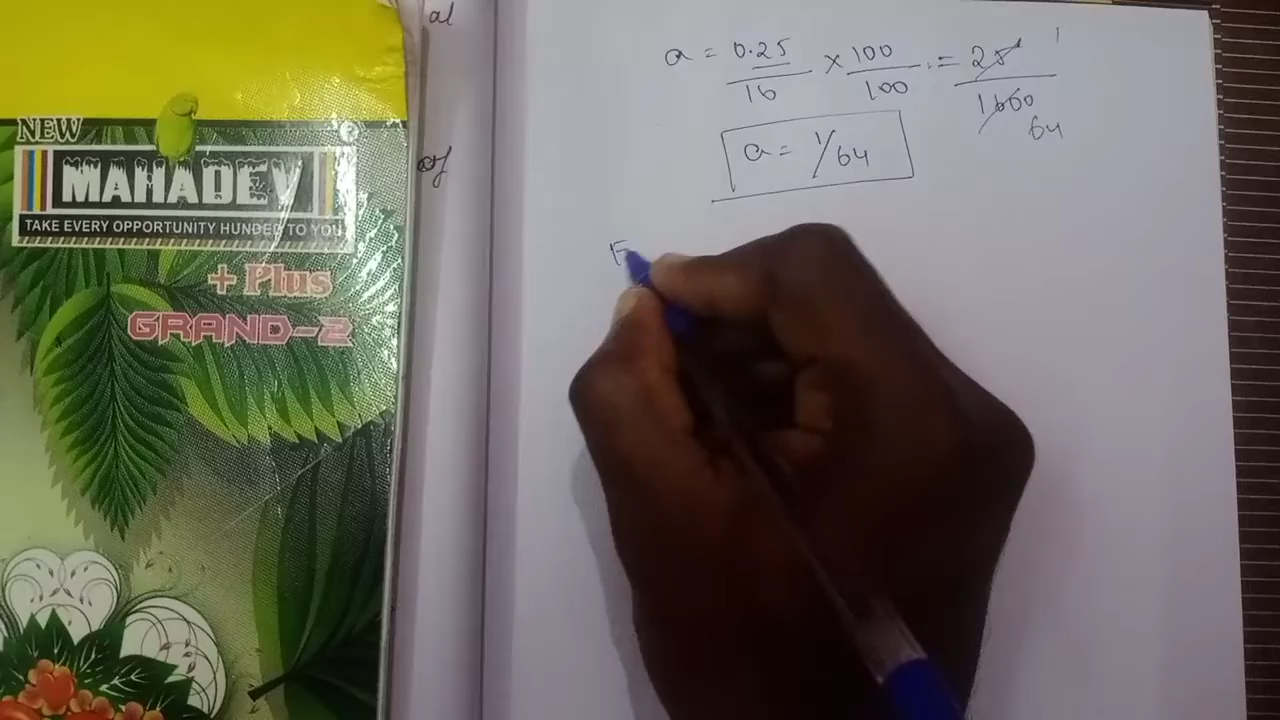 al
of
NEW
MAHADEV
TAKE EVERY OPPORTUNITY HUNDED TO YOU
+ Plus
GRAND-2
a = 0.25/16 × 100/100 = 25/1600 1 64
a = 1/64
F